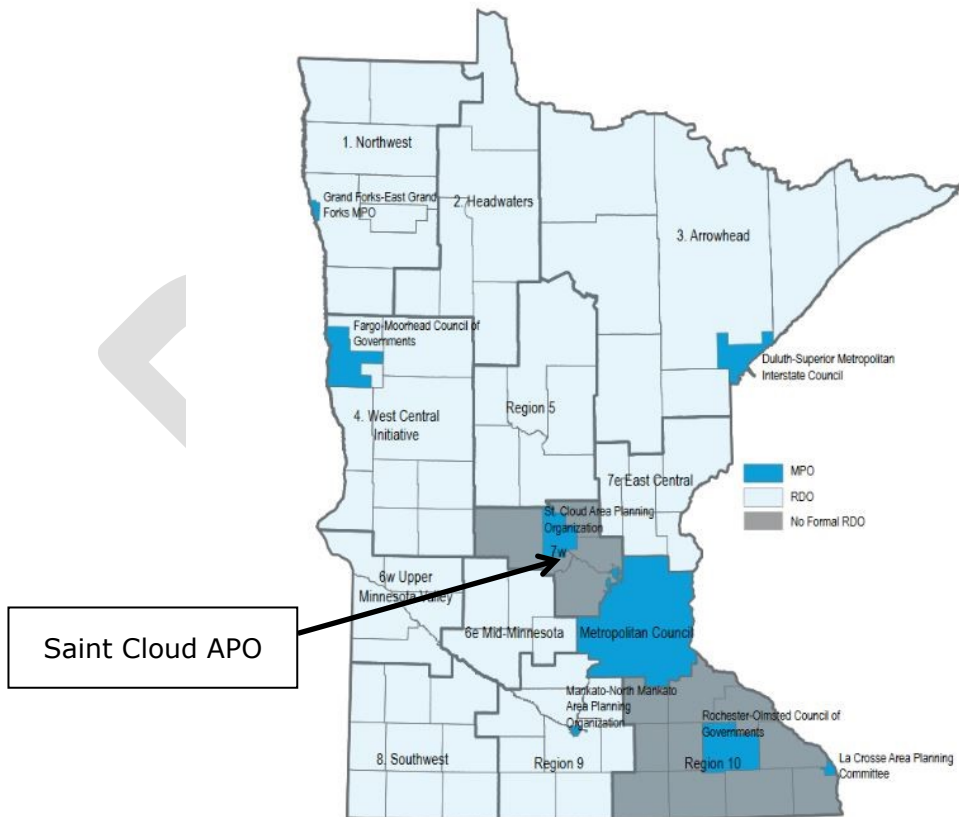 1. Northwest
Grand Forks-East Grand
Forks MPO
2. Headwaters
3. Arrowhead
Fargo-Moorhead Council of
Governments
Duluth-Superior Metropolitan
Interstate Council
4. West Central
Initiative
Region 5
7e East Central
MPO
RDO
No Formal RDO
St. Cloud Area Planning
Organization
7w
6w Upper
Minnesota Valley
Saint Cloud APO
6e Mid-Minnesota
Metropolitan Council
Mankato-North Mankato
Area Planning
Organization
Rochester-Olmsted Council of
Governments
8. Southwest
Region 9
Region 10
La Crosse Area Planning
Committee